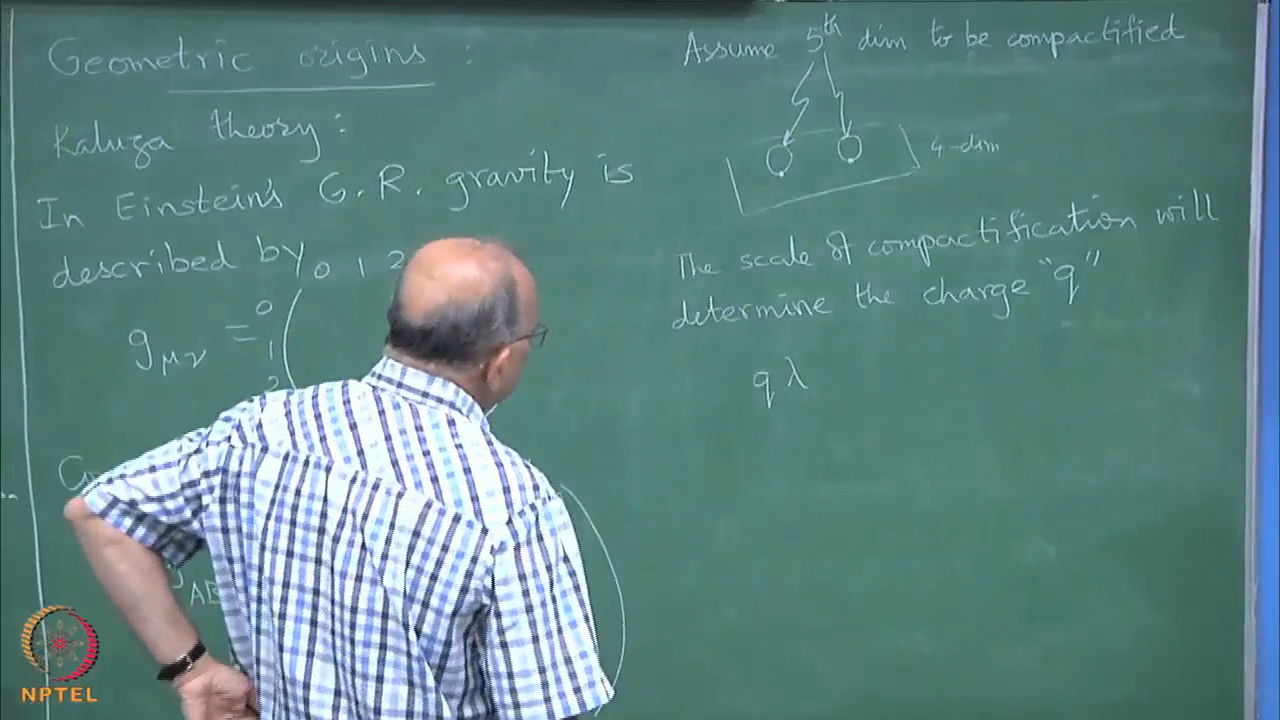 Geometric origins :
Kaluza theory:
In Einstein's G.R. gravity is
described by
0 1 2
g_μν =
0
1
2
AB
Assume 5th dim to be compactified
4-dim
The scale of compactification will
determine the charge "q"
q λ
NPTEL